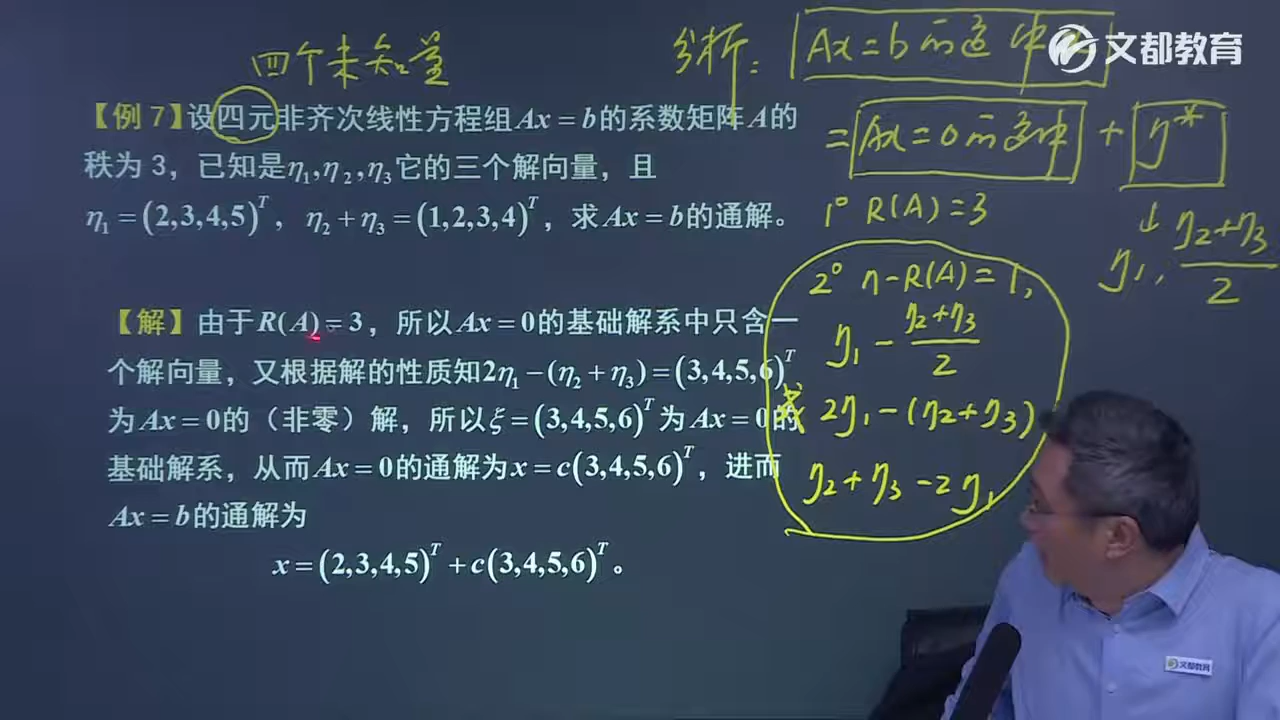 四个未知量
分析: Ax=b的通
文都教育
=Ax=0的通 + η*
【例 7】设四元非齐次线性方程组Ax=b的系数矩阵A的
秩为 3，已知是η₁,η₂,η₃它的三个解向量，且
η₁=(2,3,4,5)ᵀ，η₂+η₃=(1,2,3,4)ᵀ，求Ax=b的通解。
1° R(A)=3
↓
η₁, (η₂+η₃)/2
2° n-R(A)=1,
η₁ - (η₂+η₃)/2
或 2η₁-(η₂+η₃)
η₂+η₃-2η₁
【解】由于R(A)=3，所以Ax=0的基础解系中只含一
个解向量，又根据解的性质知2η₁-(η₂+η₃)=(3,4,5,6)ᵀ
为Ax=0的（非零）解，所以ξ=(3,4,5,6)ᵀ为Ax=0的
基础解系，从而Ax=0的通解为x=c(3,4,5,6)ᵀ，进而
Ax=b的通解为
x=(2,3,4,5)ᵀ+c(3,4,5,6)ᵀ。
文都教育